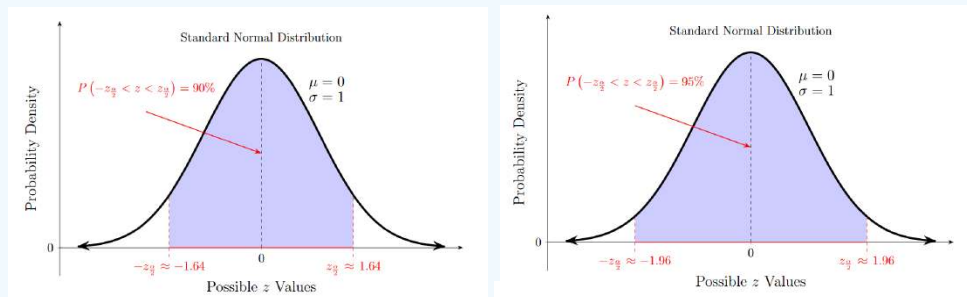 Standard Normal Distribution
P(−z_{α/2} < z < z_{α/2}) = 90%
μ = 0
σ = 1
Probability Density
0
−z_{α/2} ≈ −1.64
0
z_{α/2} ≈ 1.64
Possible z Values
Standard Normal Distribution
P(−z_{α/2} < z < z_{α/2}) = 95%
μ = 0
σ = 1
Probability Density
0
−z_{α/2} ≈ −1.96
0
z_{α/2} ≈ 1.96
Possible z Values